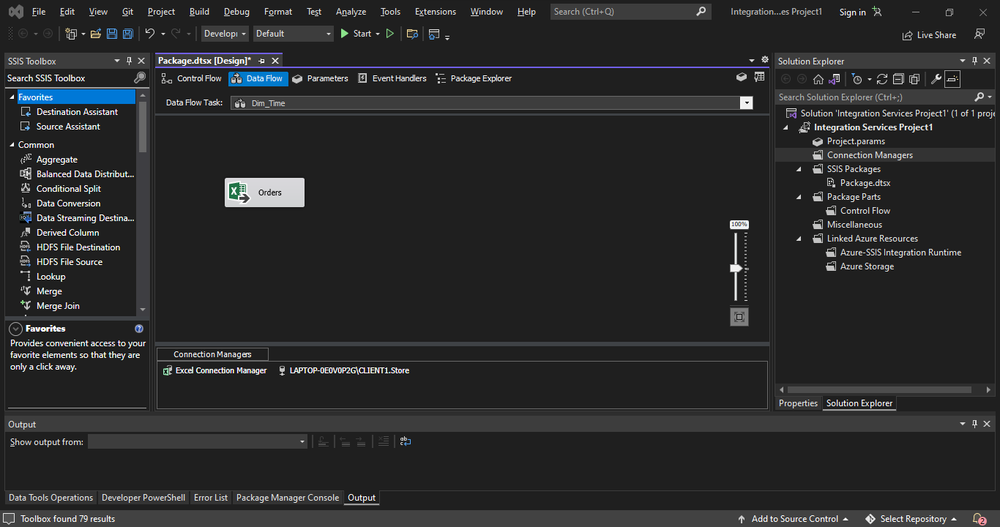 File Edit View Git Project Build Debug Format Test Analyze Tools Extensions Window Help Search (Ctrl+Q) Integration...es Project1 Sign in
Develop Default Start Live Share
SSIS Toolbox
Search SSIS Toolbox
Favorites
Destination Assistant
Source Assistant
Common
Aggregate
Balanced Data Distribut...
Conditional Split
Data Conversion
Data Streaming Destina...
Derived Column
HDFS File Destination
HDFS File Source
Lookup
Merge
Merge Join
Favorites
Provides convenient access to your
favorite elements so that they are
only a click away.
Package.dtsx [Design]*
Control Flow Data Flow Parameters Event Handlers Package Explorer
Data Flow Task: Dim_Time
Orders
100%
Connection Managers
Excel Connection Manager LAPTOP-0E0V0P2G\CLIENT1.Store
Solution Explorer
Search Solution Explorer (Ctrl+;)
Solution 'Integration Services Project1' (1 of 1 proje
Integration Services Project1
Project.params
Connection Managers
SSIS Packages
Package.dtsx
Package Parts
Control Flow
Miscellaneous
Linked Azure Resources
Azure-SSIS Integration Runtime
Azure Storage
Properties Solution Explorer
Output
Show output from:
Data Tools Operations Developer PowerShell Error List Package Manager Console Output
Toolbox found 79 results Add to Source Control Select Repository 2